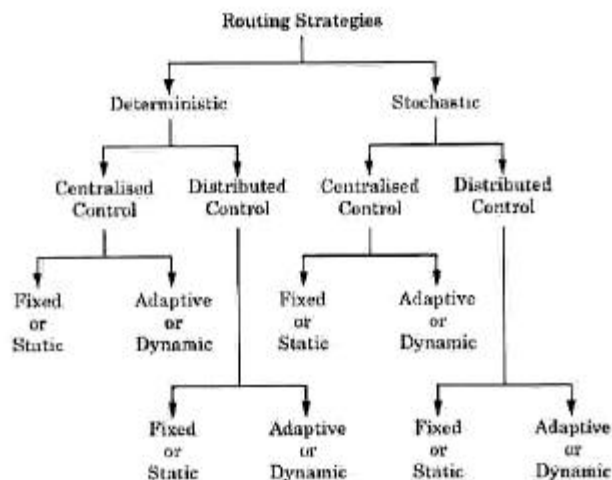 Routing Strategies
Deterministic
Stochastic
Centralised
Control
Distributed
Control
Centralised
Control
Distributed
Control
Fixed
or
Static
Adaptive
or
Dynamic
Fixed
or
Static
Adaptive
or
Dynamic
Fixed
or
Static
Adaptive
or
Dynamic
Fixed
or
Static
Adaptive
or
Dynamic